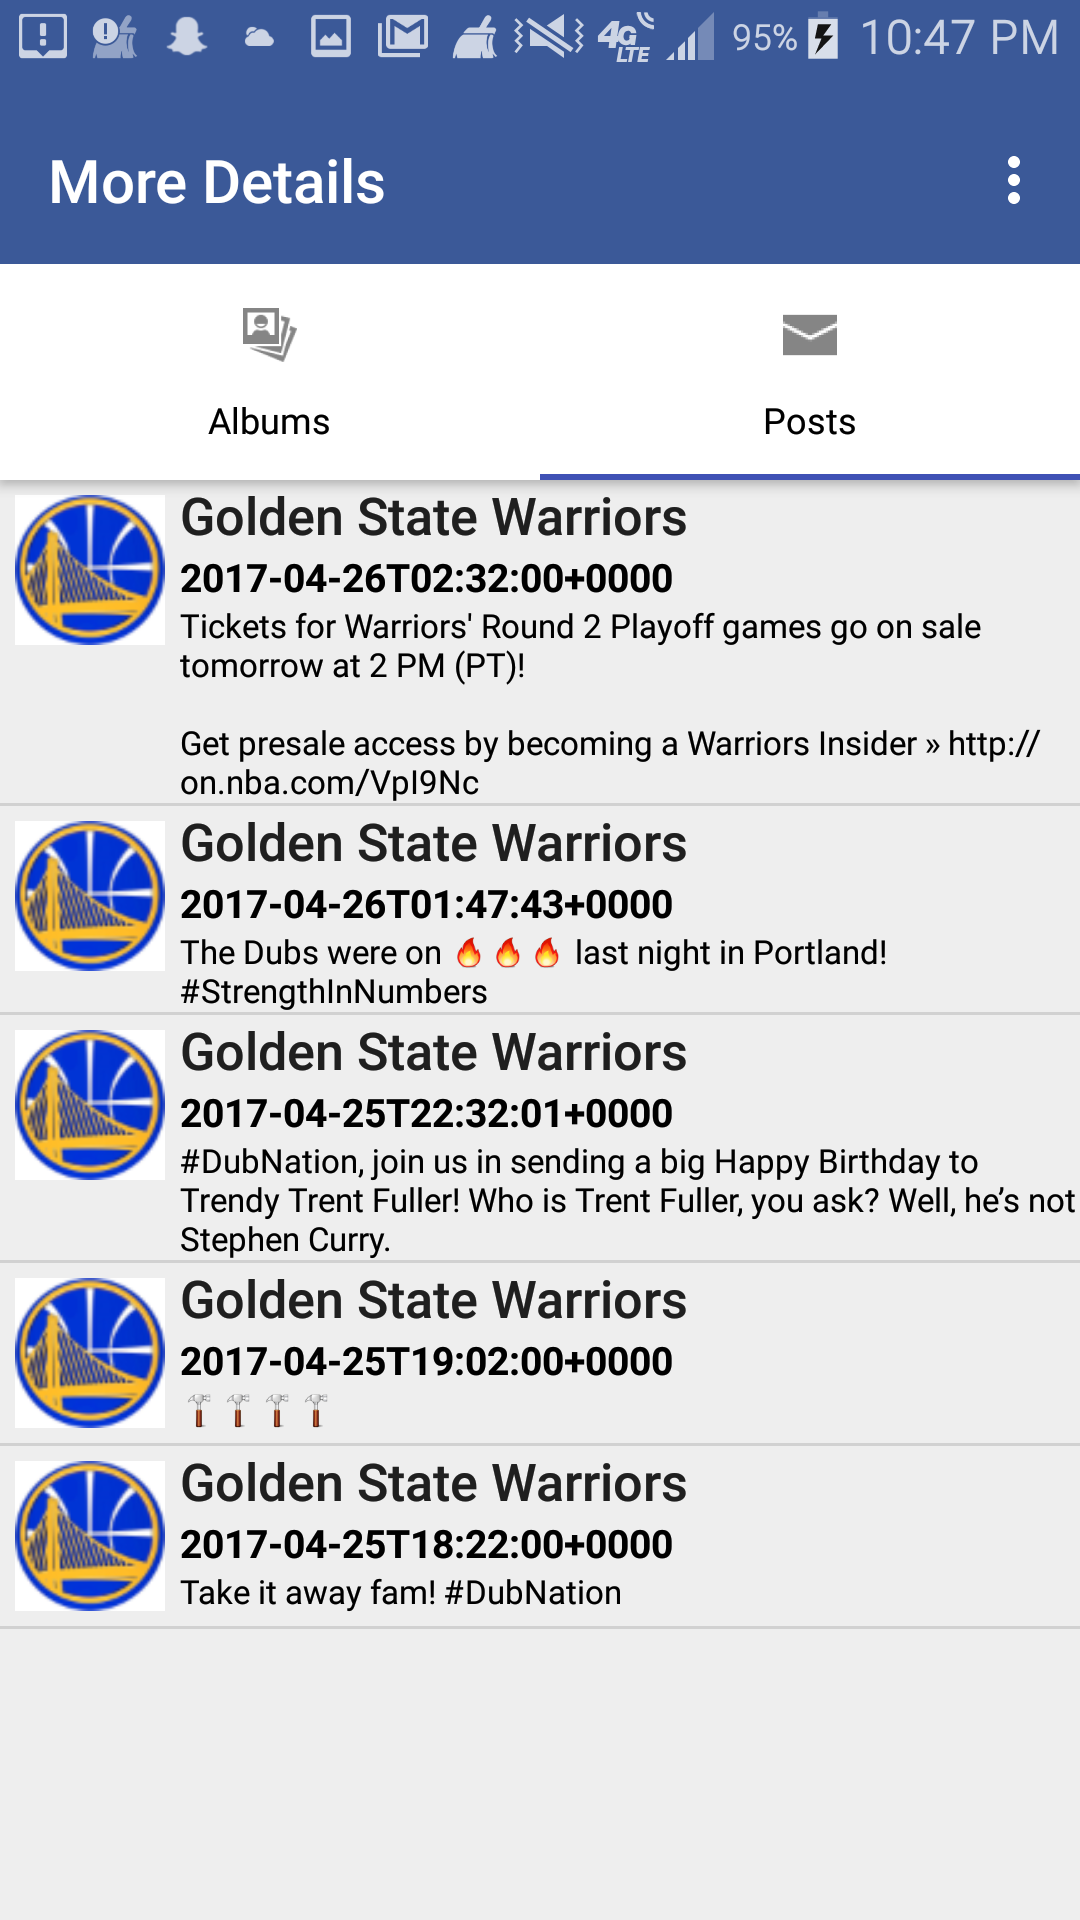 4G LTE 95% 10:47 PM
More Details
Albums
Posts
Golden State Warriors
2017-04-26T02:32:00+0000
Tickets for Warriors' Round 2 Playoff games go on sale
tomorrow at 2 PM (PT)!
Get presale access by becoming a Warriors Insider » http://
on.nba.com/VpI9Nc
Golden State Warriors
2017-04-26T01:47:43+0000
The Dubs were on 🔥🔥🔥 last night in Portland!
#StrengthInNumbers
Golden State Warriors
2017-04-25T22:32:01+0000
#DubNation, join us in sending a big Happy Birthday to
Trendy Trent Fuller! Who is Trent Fuller, you ask? Well, he’s not
Stephen Curry.
Golden State Warriors
2017-04-25T19:02:00+0000
🔨🔨🔨🔨
Golden State Warriors
2017-04-25T18:22:00+0000
Take it away fam! #DubNation